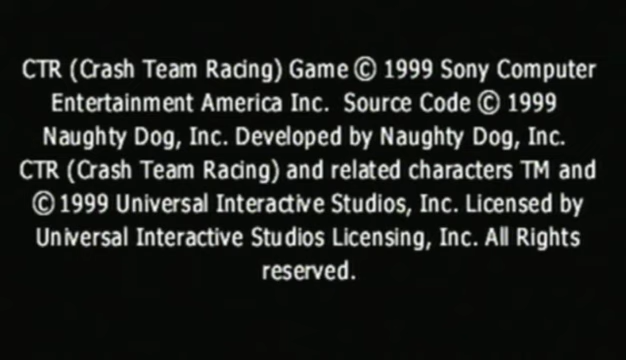 CTR (Crash Team Racing) Game © 1999 Sony Computer
Entertainment America Inc.  Source Code © 1999
Naughty Dog, Inc. Developed by Naughty Dog, Inc.
CTR (Crash Team Racing) and related characters TM and
© 1999 Universal Interactive Studios, Inc. Licensed by
Universal Interactive Studios Licensing, Inc. All Rights
reserved.